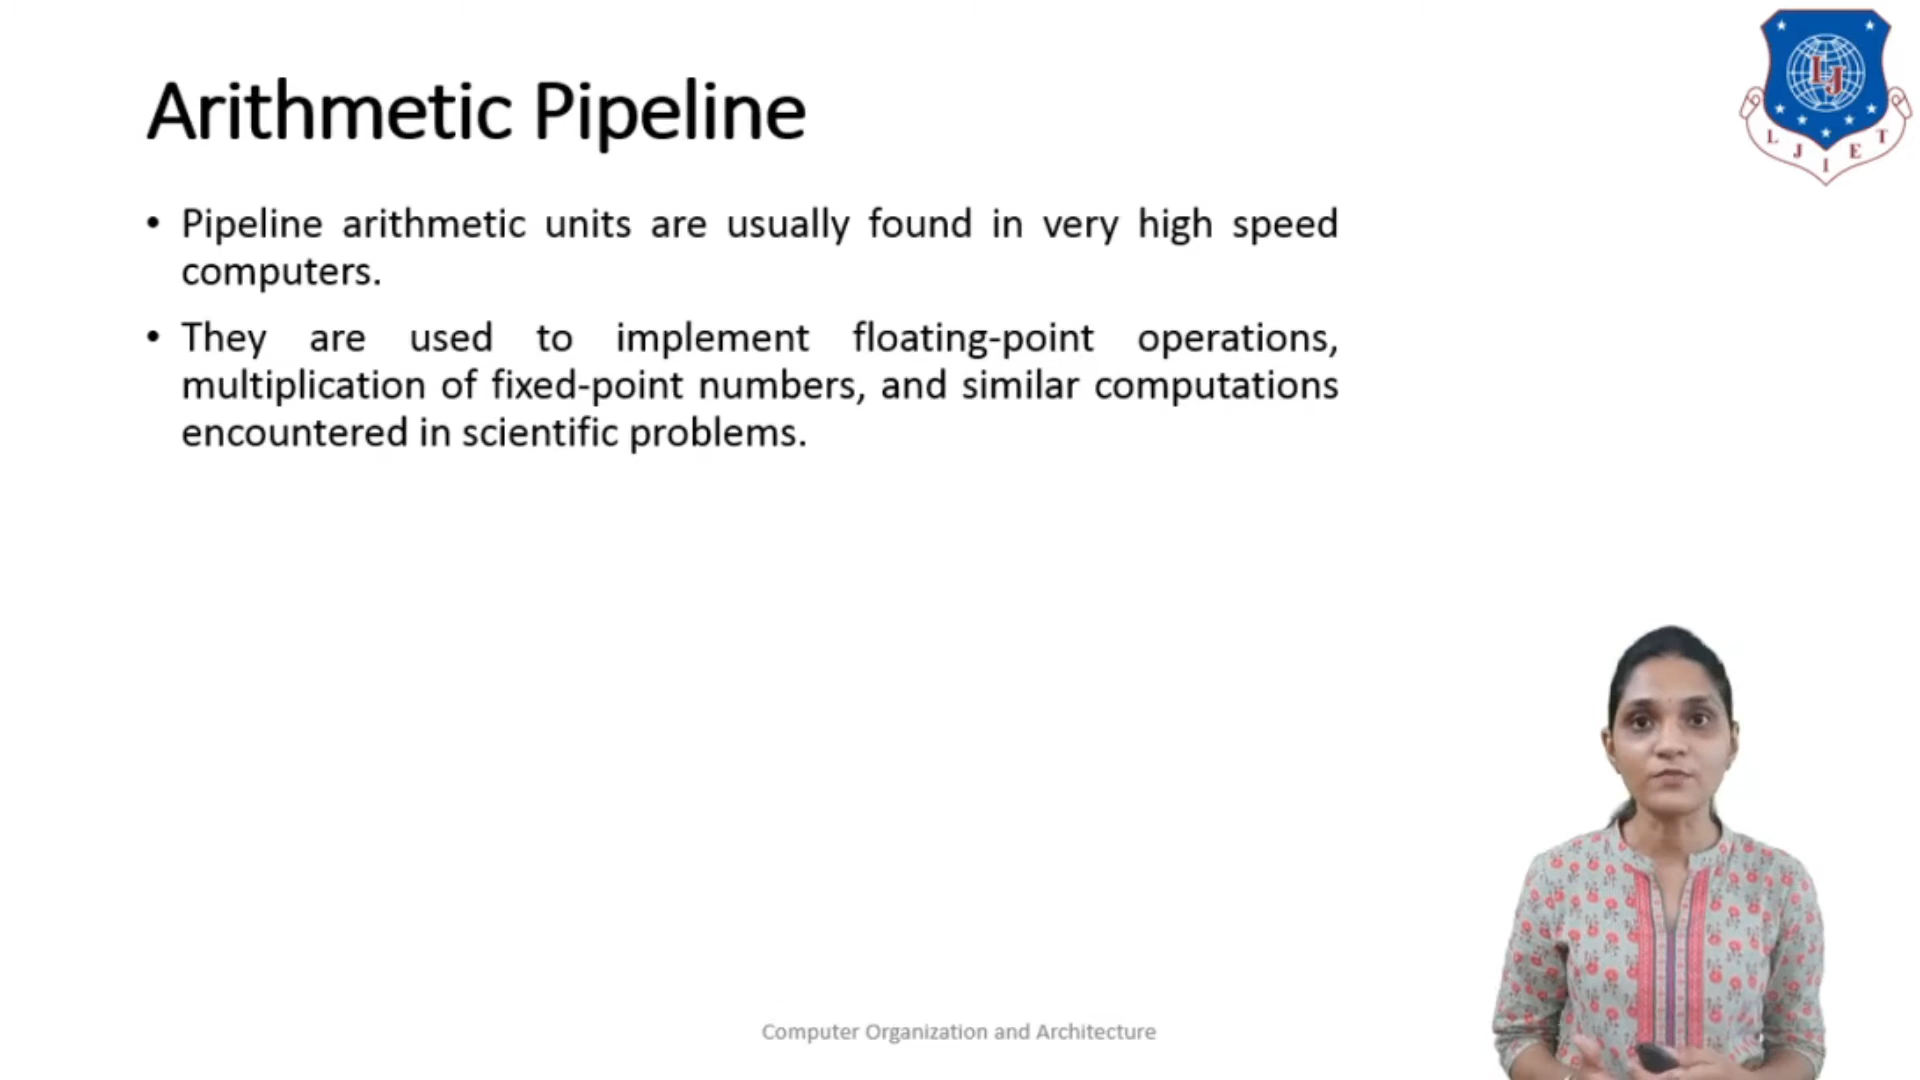 Arithmetic Pipeline
• Pipeline arithmetic units are usually found in very high speed
computers.
• They are used to implement floating-point operations,
multiplication of fixed-point numbers, and similar computations
encountered in scientific problems.
LJ
L J I E T
Computer Organization and Architecture